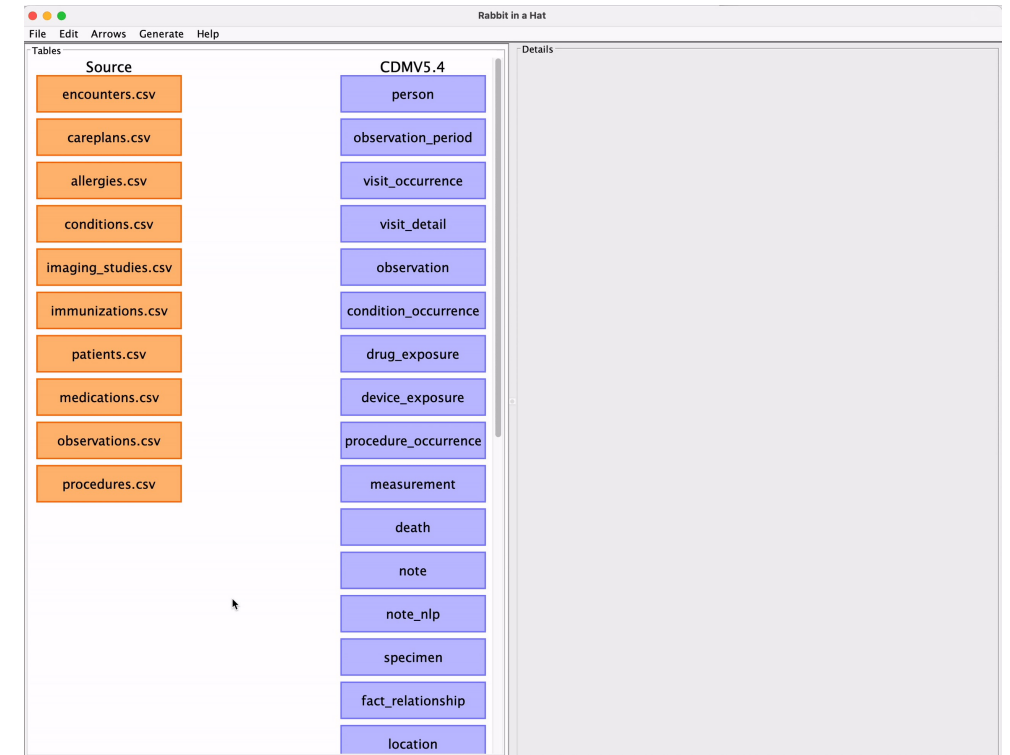 Rabbit in a Hat
File Edit Arrows Generate Help
Tables
Details
Source
CDMV5.4
encounters.csv
person
careplans.csv
observation_period
allergies.csv
visit_occurrence
conditions.csv
visit_detail
imaging_studies.csv
observation
immunizations.csv
condition_occurrence
patients.csv
drug_exposure
medications.csv
device_exposure
observations.csv
procedure_occurrence
procedures.csv
measurement
death
note
note_nlp
specimen
fact_relationship
location